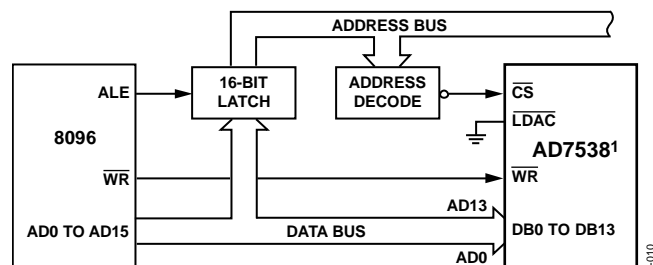 ADDRESS BUS
ALE
16-BIT
LATCH
ADDRESS
DECODE
CS
LDAC
8096
AD7538¹
WR
WR
AD13
AD0 TO AD15
DATA BUS
DB0 TO DB13
AD0
-010